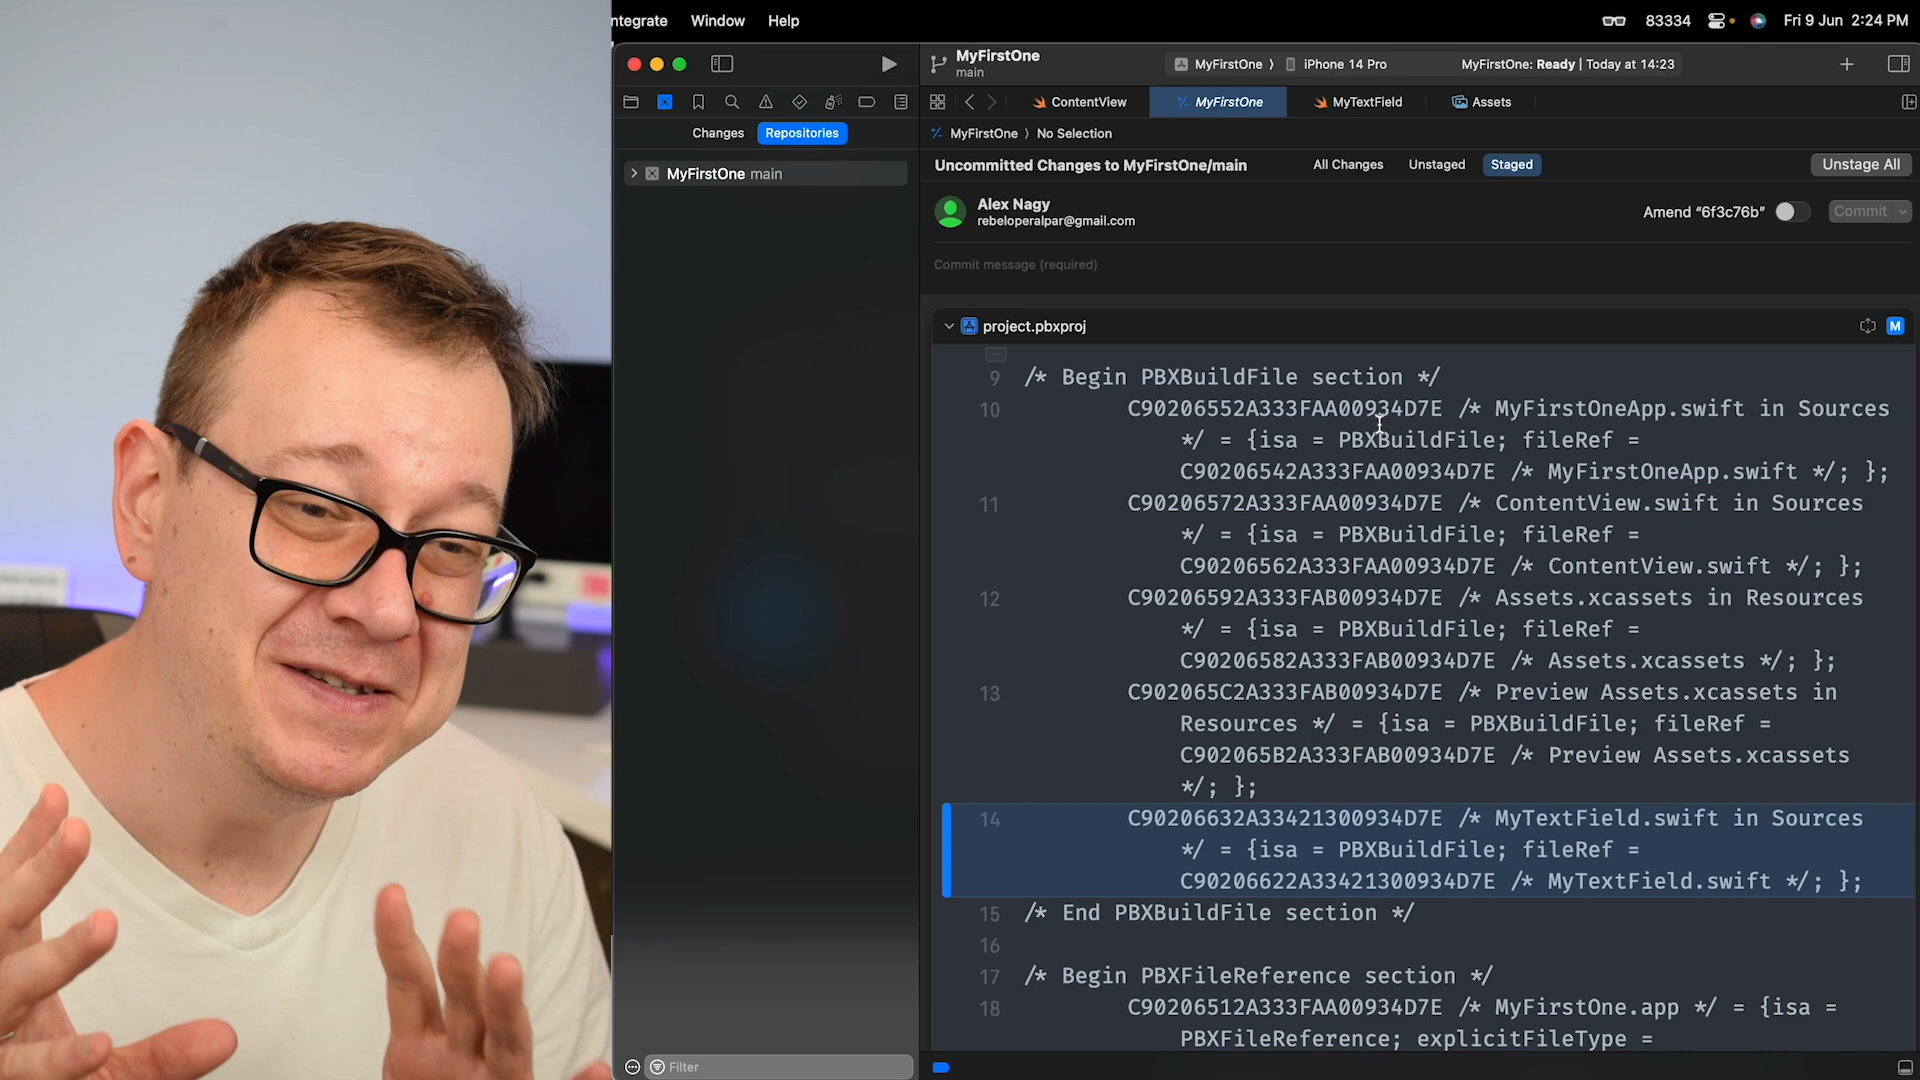 ntegrate Window Help 83334 Fri 9 Jun 2:24 PM
MyFirstOne
main
MyFirstOne ⟩ iPhone 14 Pro MyFirstOne: Ready | Today at 14:23
ContentView MyFirstOne MyTextField Assets
Changes Repositories
MyFirstOne ⟩ No Selection
Uncommitted Changes to MyFirstOne/main All Changes Unstaged Staged Unstage All
MyFirstOne main
Alex Nagy
rebeloperalpar@gmail.com
Amend “6f3c76b” Commit
Commit message (required)
project.pbxproj M
9 /* Begin PBXBuildFile section */
10 C90206552A333FAA00934D7E /* MyFirstOneApp.swift in Sources
*/ = {isa = PBXBuildFile; fileRef =
C90206542A333FAA00934D7E /* MyFirstOneApp.swift */; };
11 C90206572A333FAA00934D7E /* ContentView.swift in Sources
*/ = {isa = PBXBuildFile; fileRef =
C90206562A333FAA00934D7E /* ContentView.swift */; };
12 C90206592A333FAB00934D7E /* Assets.xcassets in Resources
*/ = {isa = PBXBuildFile; fileRef =
C90206582A333FAB00934D7E /* Assets.xcassets */; };
13 C902065C2A333FAB00934D7E /* Preview Assets.xcassets in
Resources */ = {isa = PBXBuildFile; fileRef =
C902065B2A333FAB00934D7E /* Preview Assets.xcassets
*/; };
14 C90206632A33421300934D7E /* MyTextField.swift in Sources
*/ = {isa = PBXBuildFile; fileRef =
C90206622A33421300934D7E /* MyTextField.swift */; };
15 /* End PBXBuildFile section */
16
17 /* Begin PBXFileReference section */
18 C90206512A333FAA00934D7E /* MyFirstOne.app */ = {isa =
PBXFileReference; explicitFileType =
Filter